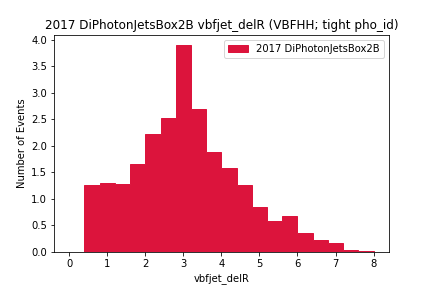 2017 DiPhotonJetsBox2B vbfjet_delR (VBFHH; tight pho_id)
2017 DiPhotonJetsBox2B
4.0
3.5
3.0
2.5
2.0
1.5
1.0
0.5
0.0
Number of Events
0 1 2 3 4 5 6 7 8
vbfjet_delR